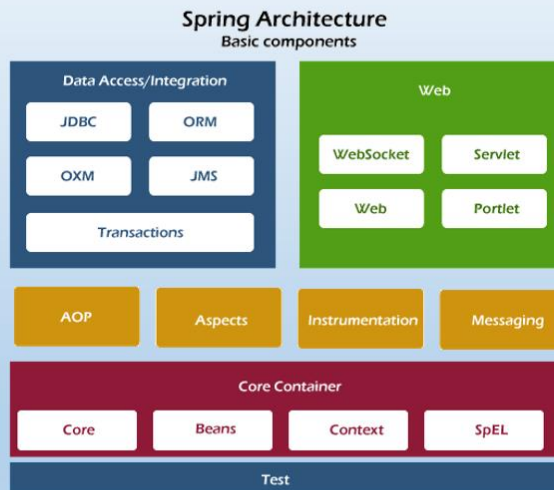 Spring Architecture
Basic components
Data Access/Integration
JDBC
ORM
OXM
JMS
Transactions
Web
WebSocket
Servlet
Web
Portlet
AOP
Aspects
Instrumentation
Messaging
Core Container
Core
Beans
Context
SpEL
Test